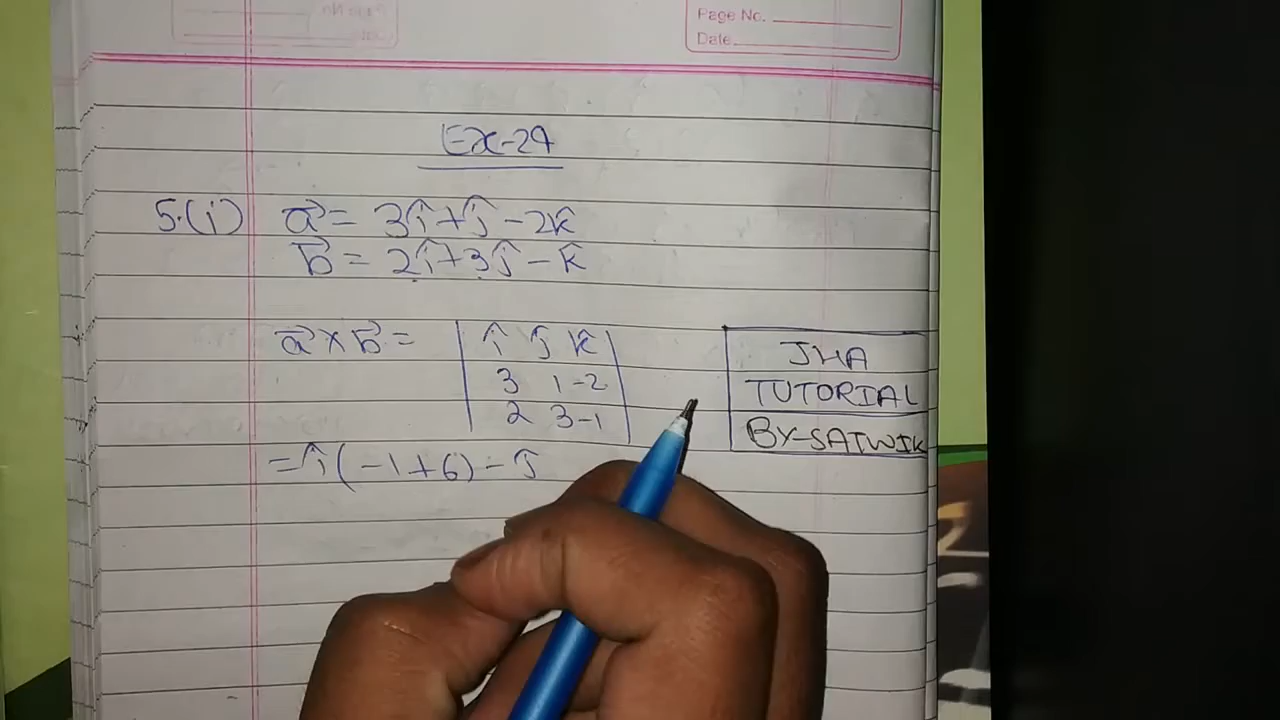 Page No.
Date
Ex-24
5.(i) a⃗ = 3î+ĵ-2k̂
b⃗ = 2î+3ĵ-k̂
a⃗×b⃗ = | î ĵ k̂ |
3 1 -2
2 3 -1
=î(-1+6)-ĵ
JHA
TUTORIAL
BY-SATWIK